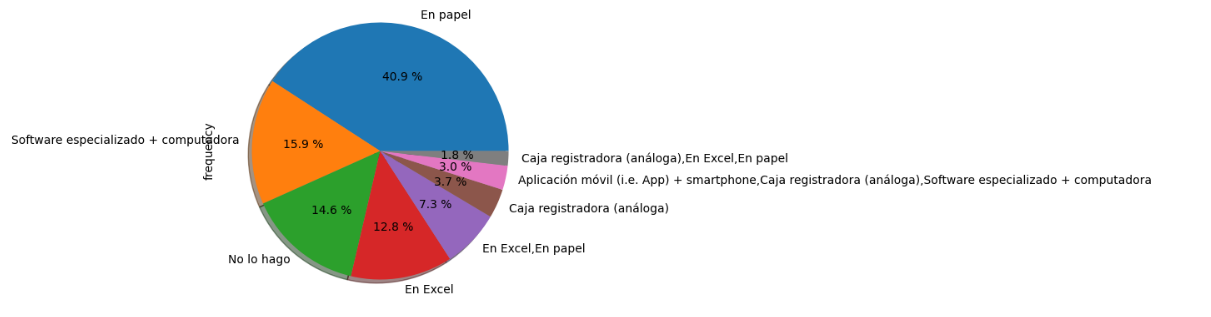 En papel
40.9 %
Software especializado + computadora
15.9 %
frequency
1.8 %
Caja registradora (análoga),En Excel,En papel
3.0 %
Aplicación móvil (i.e. App) + smartphone,Caja registradora (análoga),Software especializado + computadora
3.7 %
Caja registradora (análoga)
14.6 %
7.3 %
12.8 %
En Excel,En papel
No lo hago
En Excel